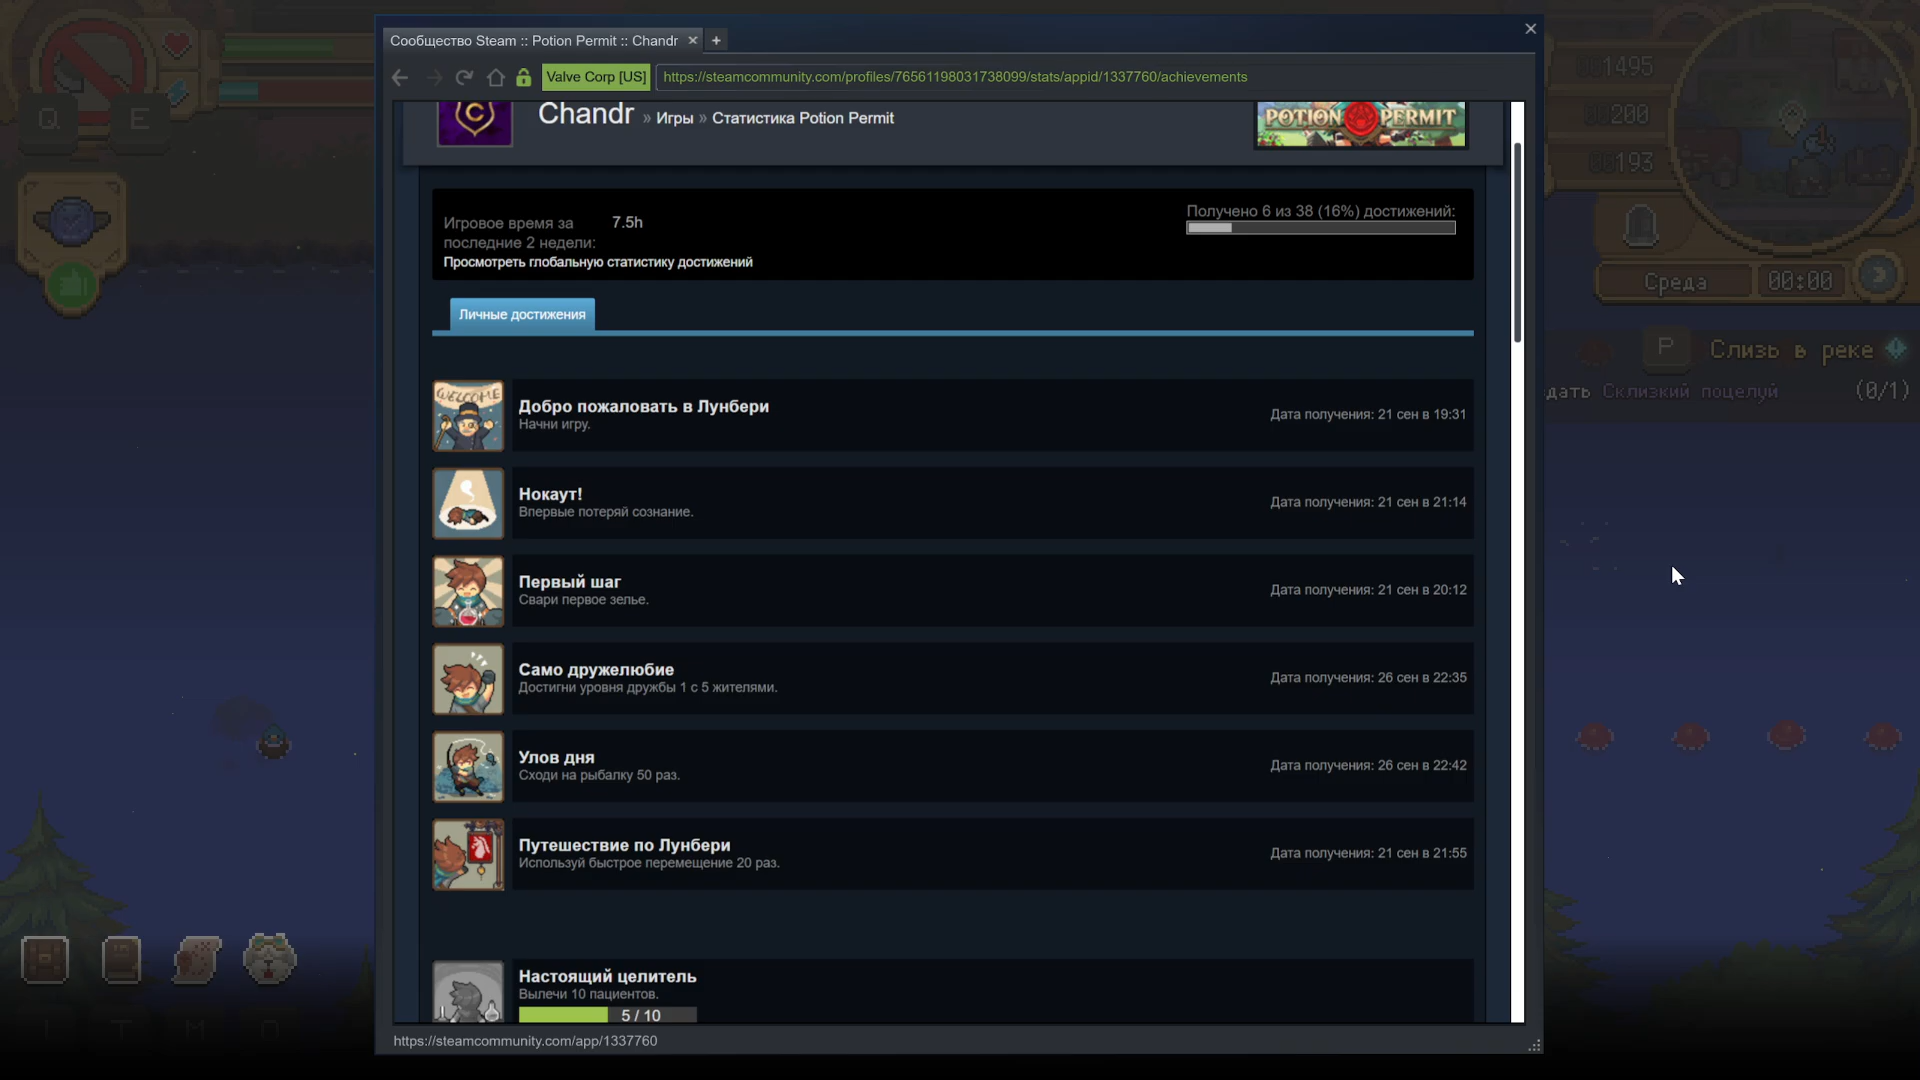 Сообщество Steam :: Potion Permit :: Chandr
Valve Corp [US]
https://steamcommunity.com/profiles/76561198031738099/stats/appid/1337760/achievements
Chandr » Игры » Статистика Potion Permit
POTION PERMIT
Игровое время за последние 2 недели:
7.5h
Просмотреть глобальную статистику достижений
Получено 6 из 38 (16%) достижений:
Личные достижения
WELCOME
Добро пожаловать в Лунбери
Начни игру.
Дата получения: 21 сен в 19:31
Нокаут!
Впервые потеряй сознание.
Дата получения: 21 сен в 21:14
Первый шаг
Свари первое зелье.
Дата получения: 21 сен в 20:12
Само дружелюбие
Достигни уровня дружбы 1 с 5 жителями.
Дата получения: 26 сен в 22:35
Улов дня
Сходи на рыбалку 50 раз.
Дата получения: 26 сен в 22:42
Путешествие по Лунбери
Используй быстрое перемещение 20 раз.
Дата получения: 21 сен в 21:55
Настоящий целитель
Вылечи 10 пациентов.
5 / 10
https://steamcommunity.com/app/1337760
Q
E
1495
200
193
Среда
00:00
P
Слизь в реке
дать Склизкий поцелуй
(0/1)